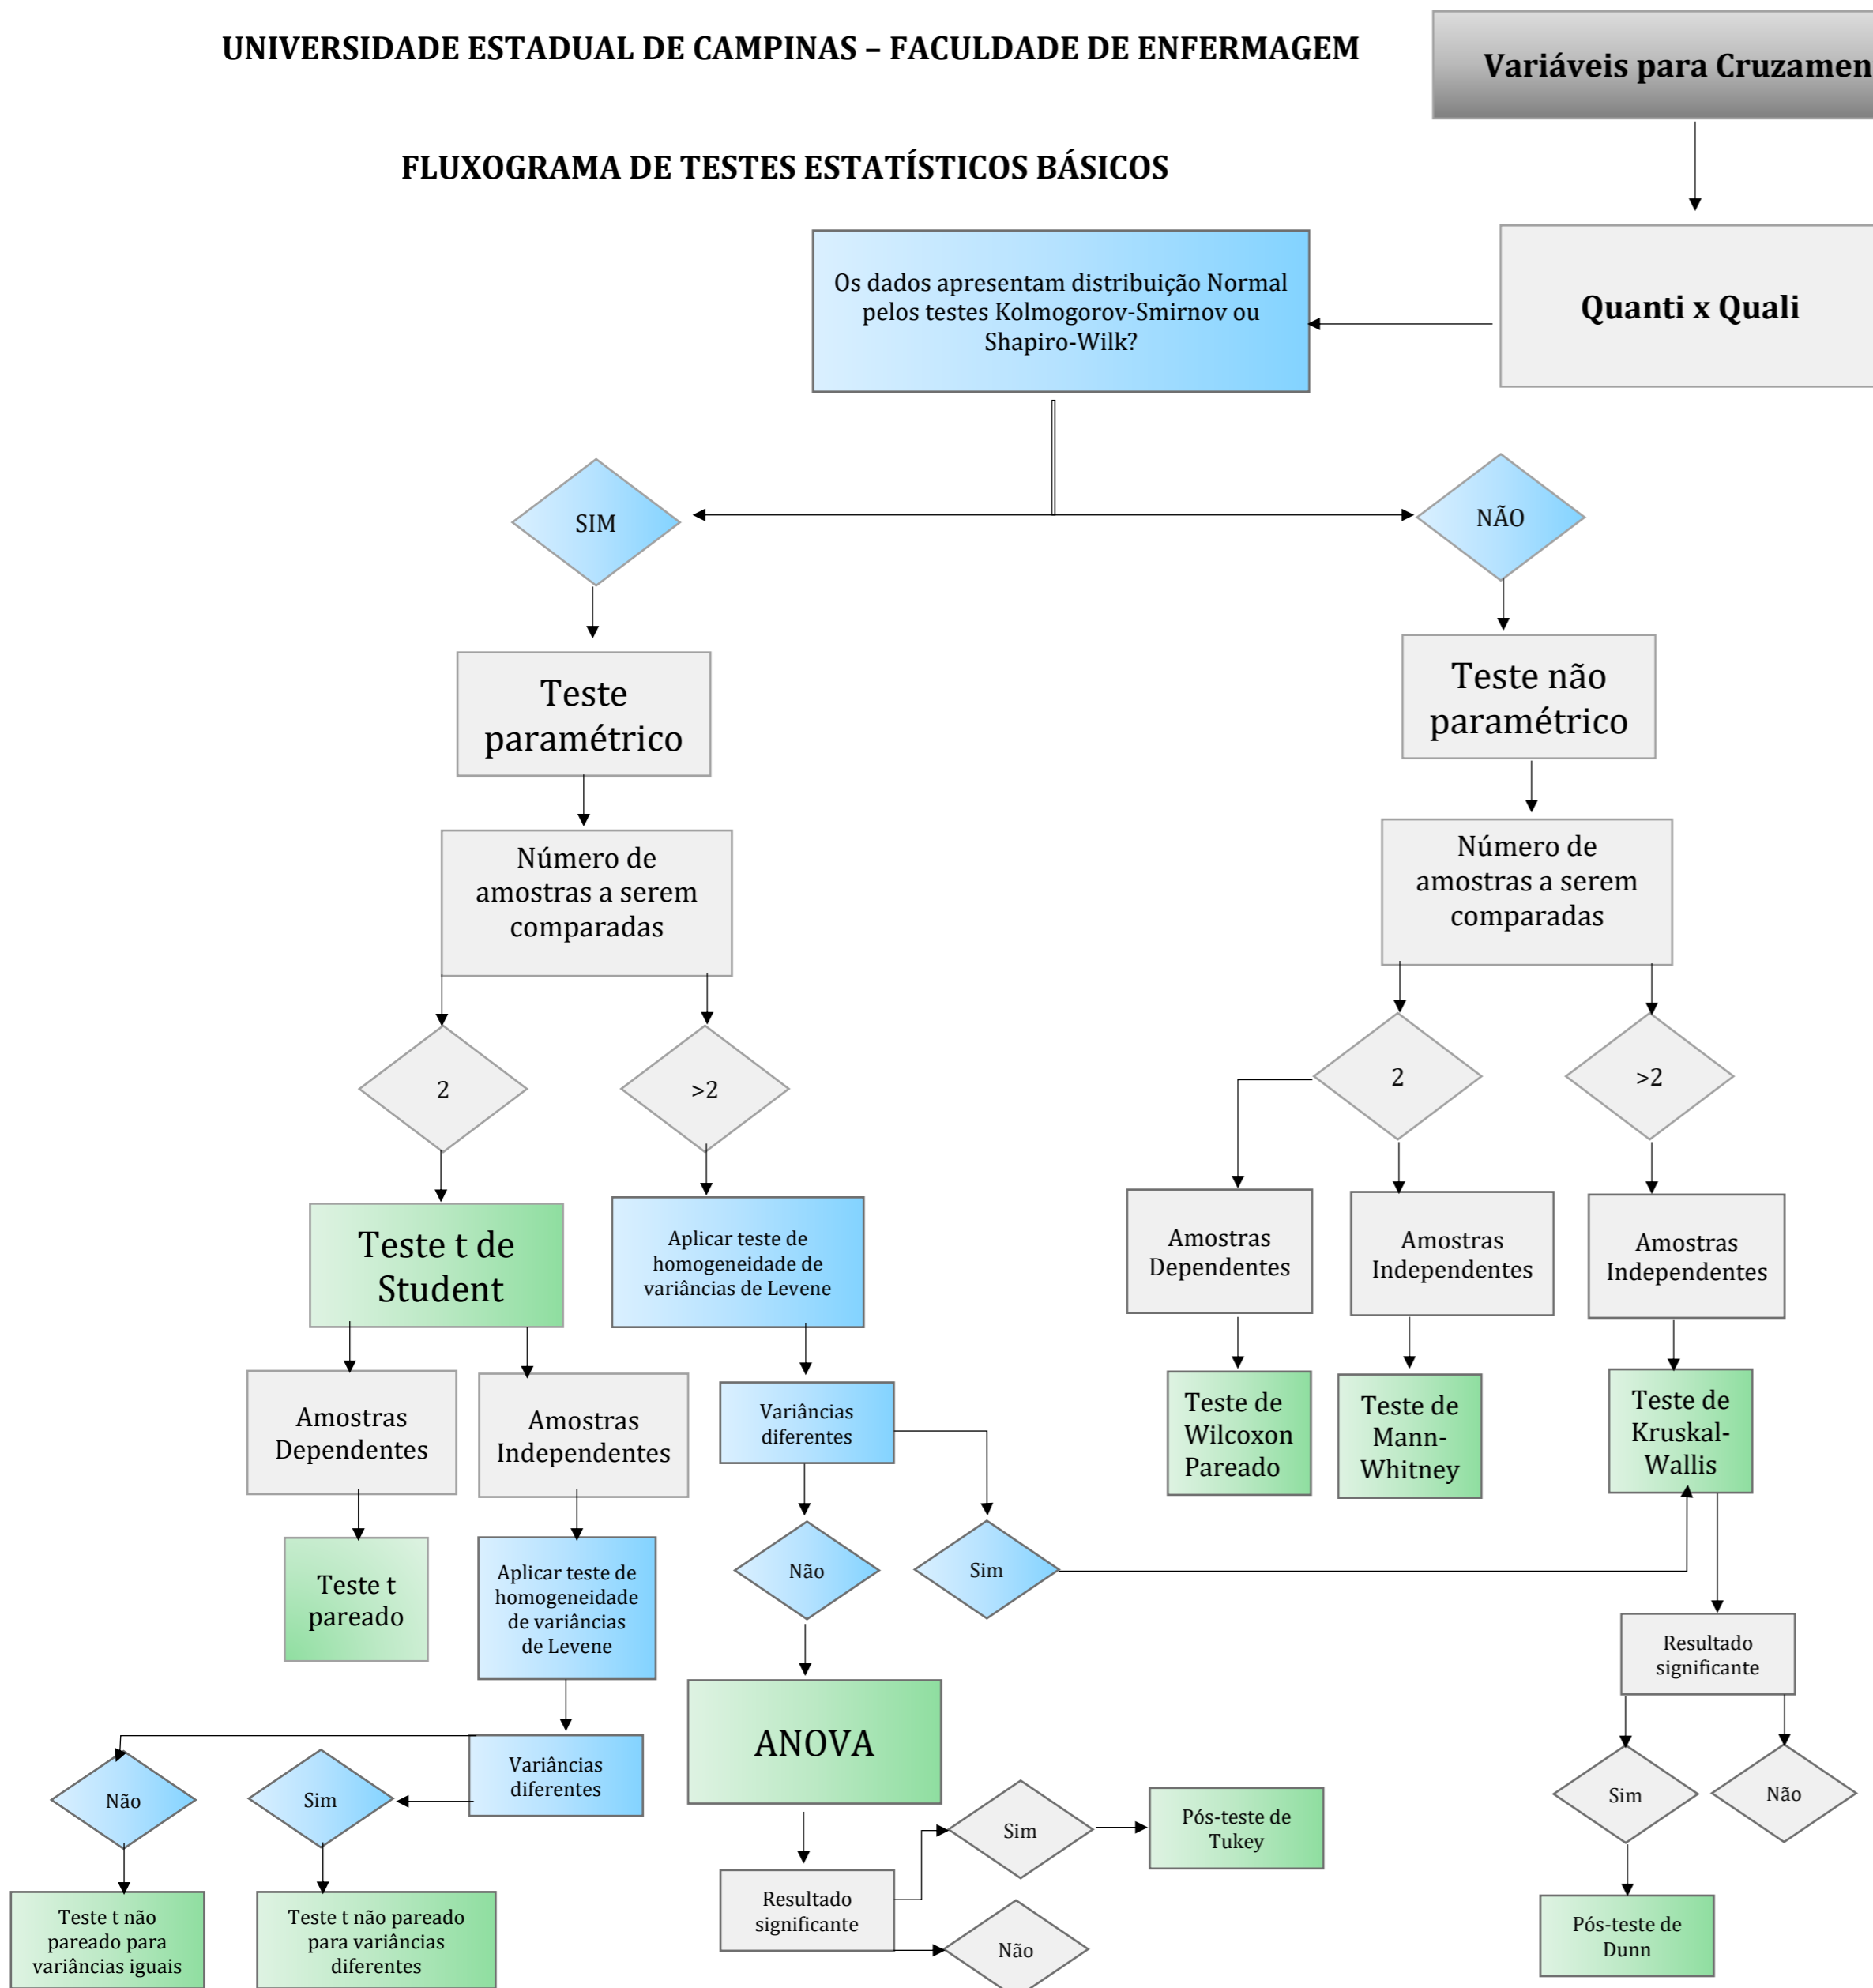 UNIVERSIDADE ESTADUAL DE CAMPINAS – FACULDADE DE ENFERMAGEM
Variáveis para Cruzamen
FLUXOGRAMA DE TESTES ESTATÍSTICOS BÁSICOS
Quanti x Quali
Os dados apresentam distribuição Normal
pelos testes Kolmogorov-Smirnov ou
Shapiro-Wilk?
SIM
NÃO
Teste
paramétrico
Teste não
paramétrico
Número de
amostras a serem
comparadas
Número de
amostras a serem
comparadas
2
>2
2
>2
Teste t de
Student
Aplicar teste de
homogeneidade de
variâncias de Levene
Amostras
Dependentes
Amostras
Independentes
Amostras
Independentes
Amostras
Dependentes
Amostras
Independentes
Variâncias
diferentes
Teste de
Wilcoxon
Pareado
Teste de
Mann-
Whitney
Teste de
Kruskal-
Wallis
Teste t
pareado
Aplicar teste de
homogeneidade
de variâncias
de Levene
Não
Sim
Resultado
significante
ANOVA
Variâncias
diferentes
Não
Sim
Sim
Pós-teste de
Tukey
Sim
Não
Teste t não
pareado para
variâncias iguais
Teste t não pareado
para variâncias
diferentes
Resultado
significante
Não
Pós-teste de
Dunn